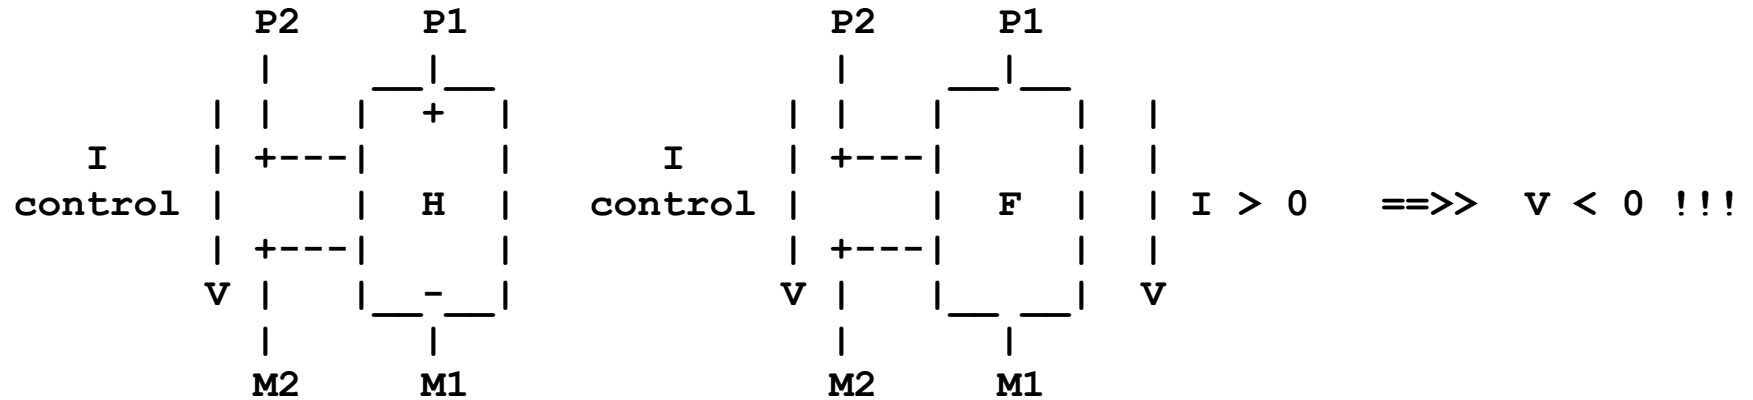 P2 P1 P2 P1
+
I I
control H control F I > 0 ==>> V < 0 !!!
V - V V
M2 M1 M2 M1